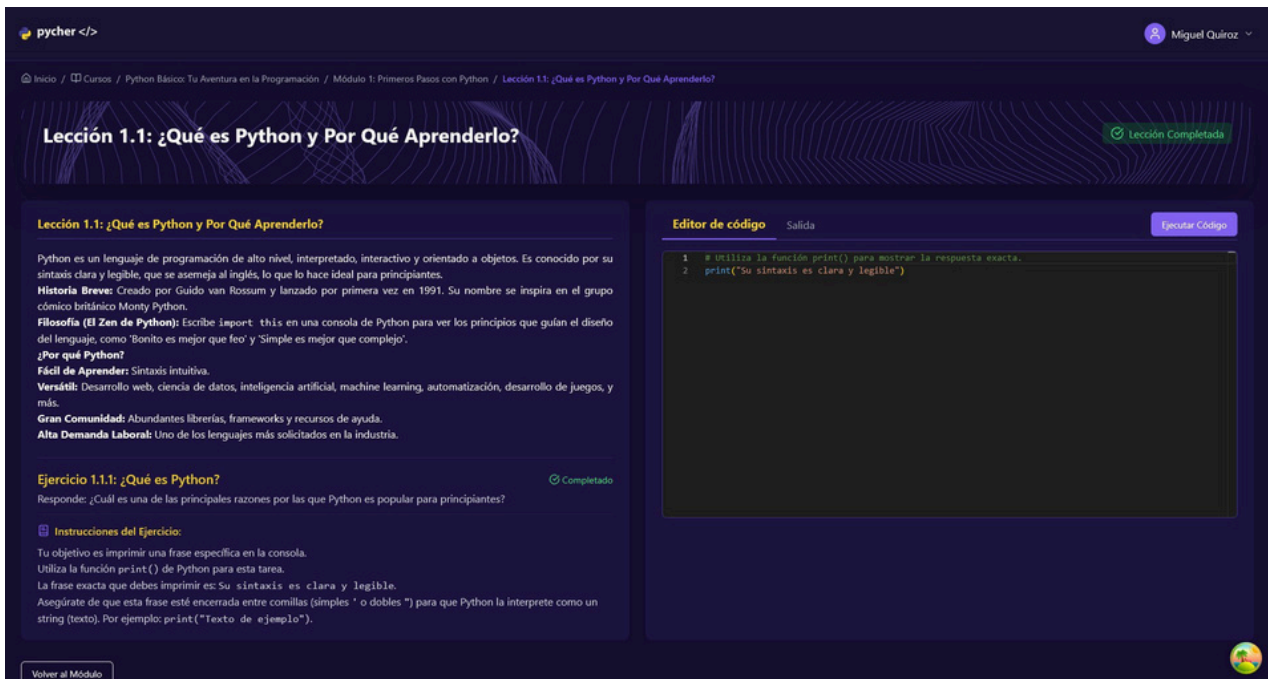 pycher </>
Miguel Quiroz
Inicio / Cursos / Python Básico: Tu Aventura en la Programación / Módulo 1: Primeros Pasos con Python / Lección 1.1: ¿Qué es Python y Por Qué Aprenderlo?
Lección 1.1: ¿Qué es Python y Por Qué Aprenderlo?
Lección Completada
Lección 1.1: ¿Qué es Python y Por Qué Aprenderlo?
Python es un lenguaje de programación de alto nivel, interpretado, interactivo y orientado a objetos. Es conocido por su
sintaxis clara y legible, que se asemeja al inglés, lo que lo hace ideal para principiantes.
Historia Breve: Creado por Guido van Rossum y lanzado por primera vez en 1991. Su nombre se inspira en el grupo
cómico británico Monty Python.
Filosofía (El Zen de Python): Escribe import this en una consola de Python para ver los principios que guían el diseño
del lenguaje, como 'Bonito es mejor que feo' y 'Simple es mejor que complejo'.
¿Por qué Python?
Fácil de Aprender: Sintaxis intuitiva.
Versátil: Desarrollo web, ciencia de datos, inteligencia artificial, machine learning, automatización, desarrollo de juegos, y
más.
Gran Comunidad: Abundantes librerías, frameworks y recursos de ayuda.
Alta Demanda Laboral: Uno de los lenguajes más solicitados en la industria.
Ejercicio 1.1.1: ¿Qué es Python?
Completado
Responde: ¿Cuál es una de las principales razones por las que Python es popular para principiantes?
Instrucciones del Ejercicio:
Tu objetivo es imprimir una frase específica en la consola.
Utiliza la función print() de Python para esta tarea.
La frase exacta que debes imprimir es: Su sintaxis es clara y legible.
Asegúrate de que esta frase esté encerrada entre comillas (simples ' o dobles ") para que Python la interprete como un
string (texto). Por ejemplo: print("Texto de ejemplo").
Volver al Módulo
Editor de código
Salida
Ejecutar Código
1 # Utiliza la función print() para mostrar la respuesta exacta.
2 print("Su sintaxis es clara y legible")